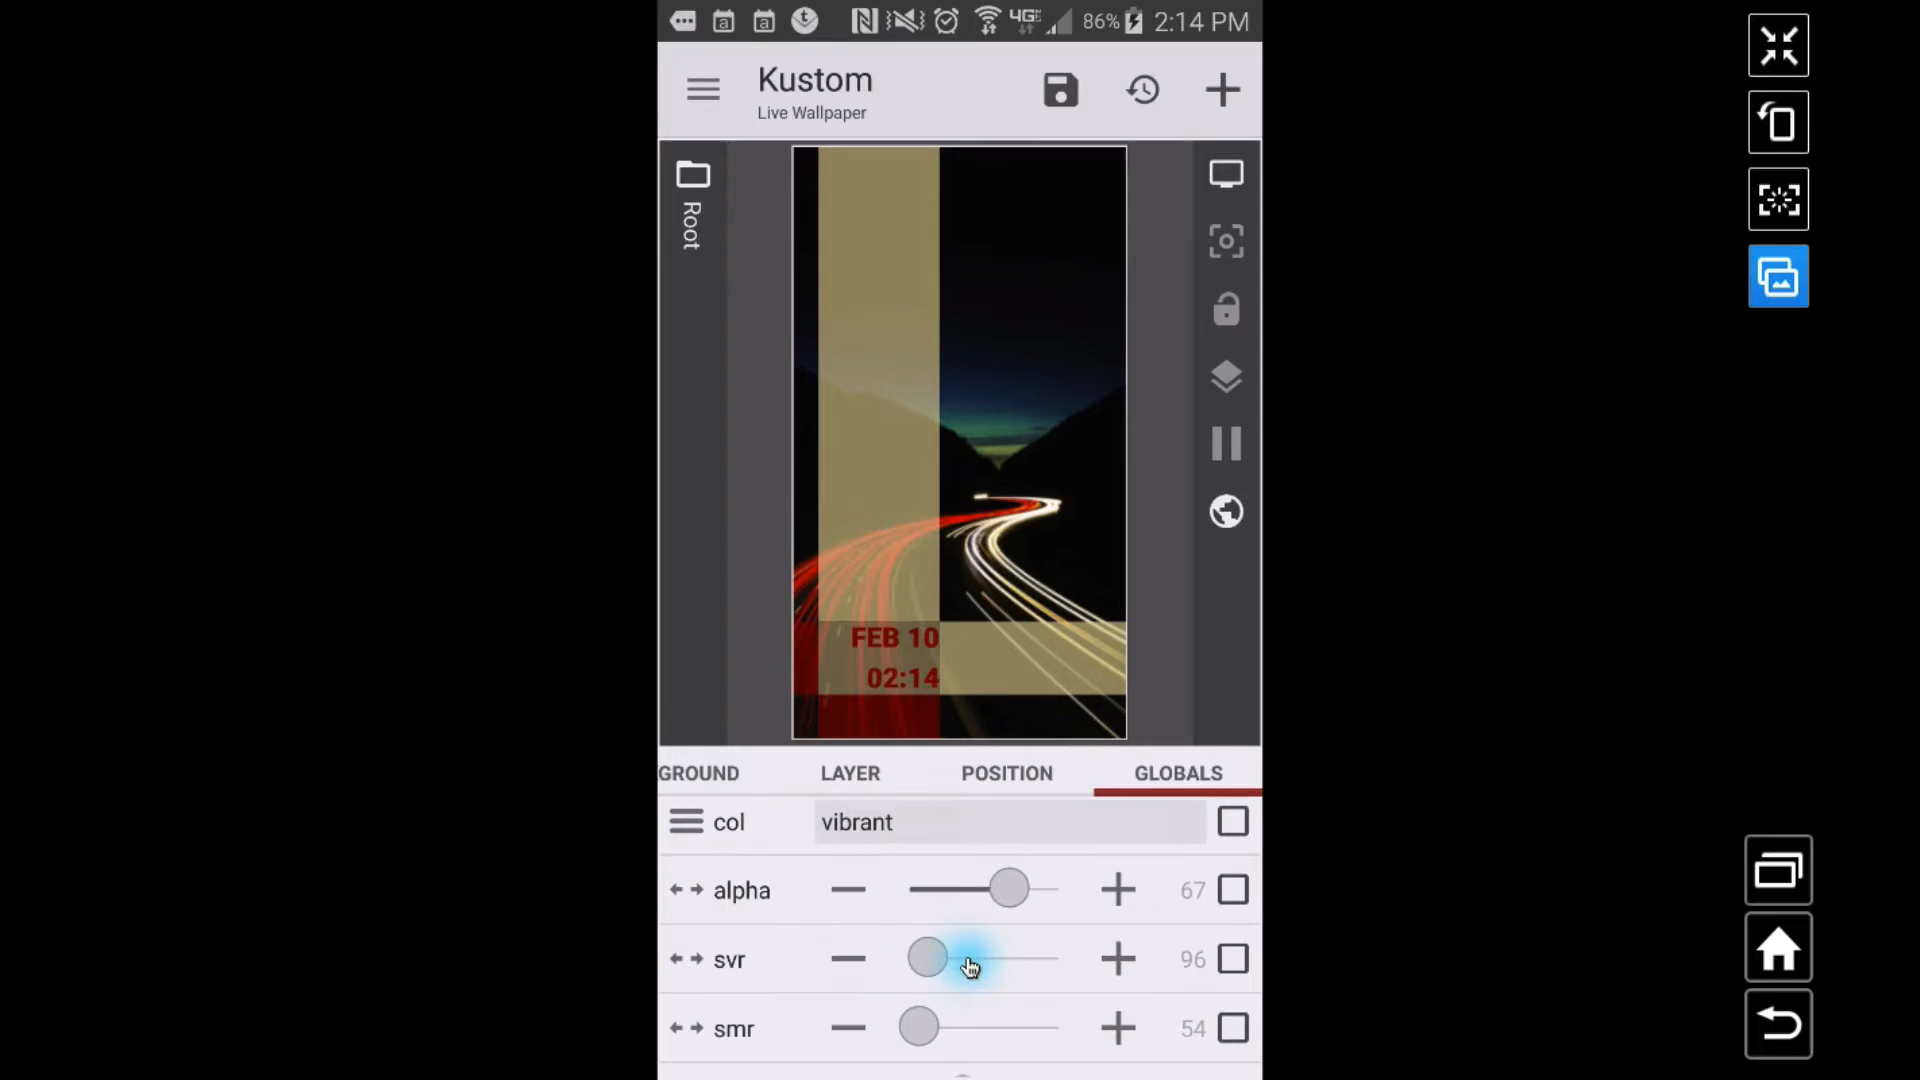 4G 86% 2:14 PM
Kustom
Live Wallpaper
Root
FEB 10
02:14
GROUND LAYER POSITION GLOBALS
col vibrant
alpha 67
svr 96
smr 54